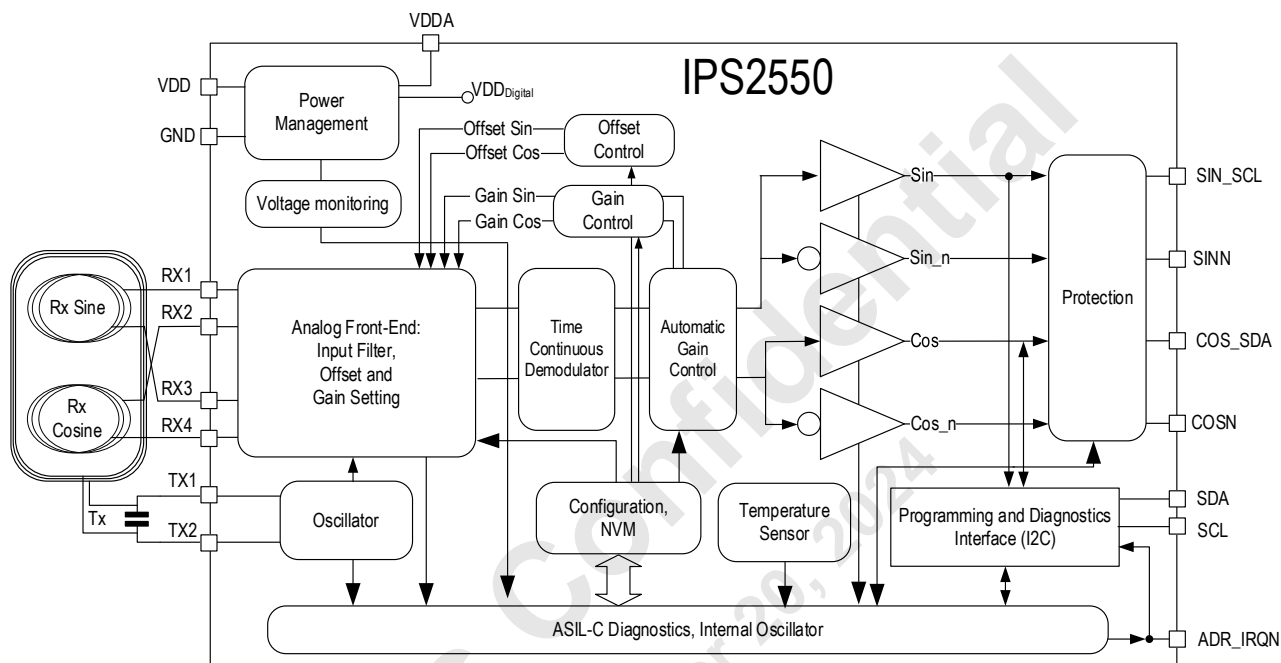 VDDA
IPS2550
VDD
GND
Power
Management
VDDDigital
Offset Sin
Offset Cos
Offset
Control
Voltage monitoring
Gain Sin
Gain Cos
Gain
Control
Sin
Sin_n
Cos
Cos_n
Protection
SIN_SCL
SINN
COS_SDA
COSN
Rx Sine
Rx
Cosine
RX1
RX2
RX3
RX4
Analog Front-End:
Input Filter,
Offset and
Gain Setting
Time
Continuous
Demodulator
Automatic
Gain
Control
TX1
Tx
TX2
Oscillator
Configuration,
NVM
Temperature
Sensor
Programming and Diagnostics
Interface (I2C)
SDA
SCL
ASIL-C Diagnostics, Internal Oscillator
ADR_IRQN
Confidential
20, 2024